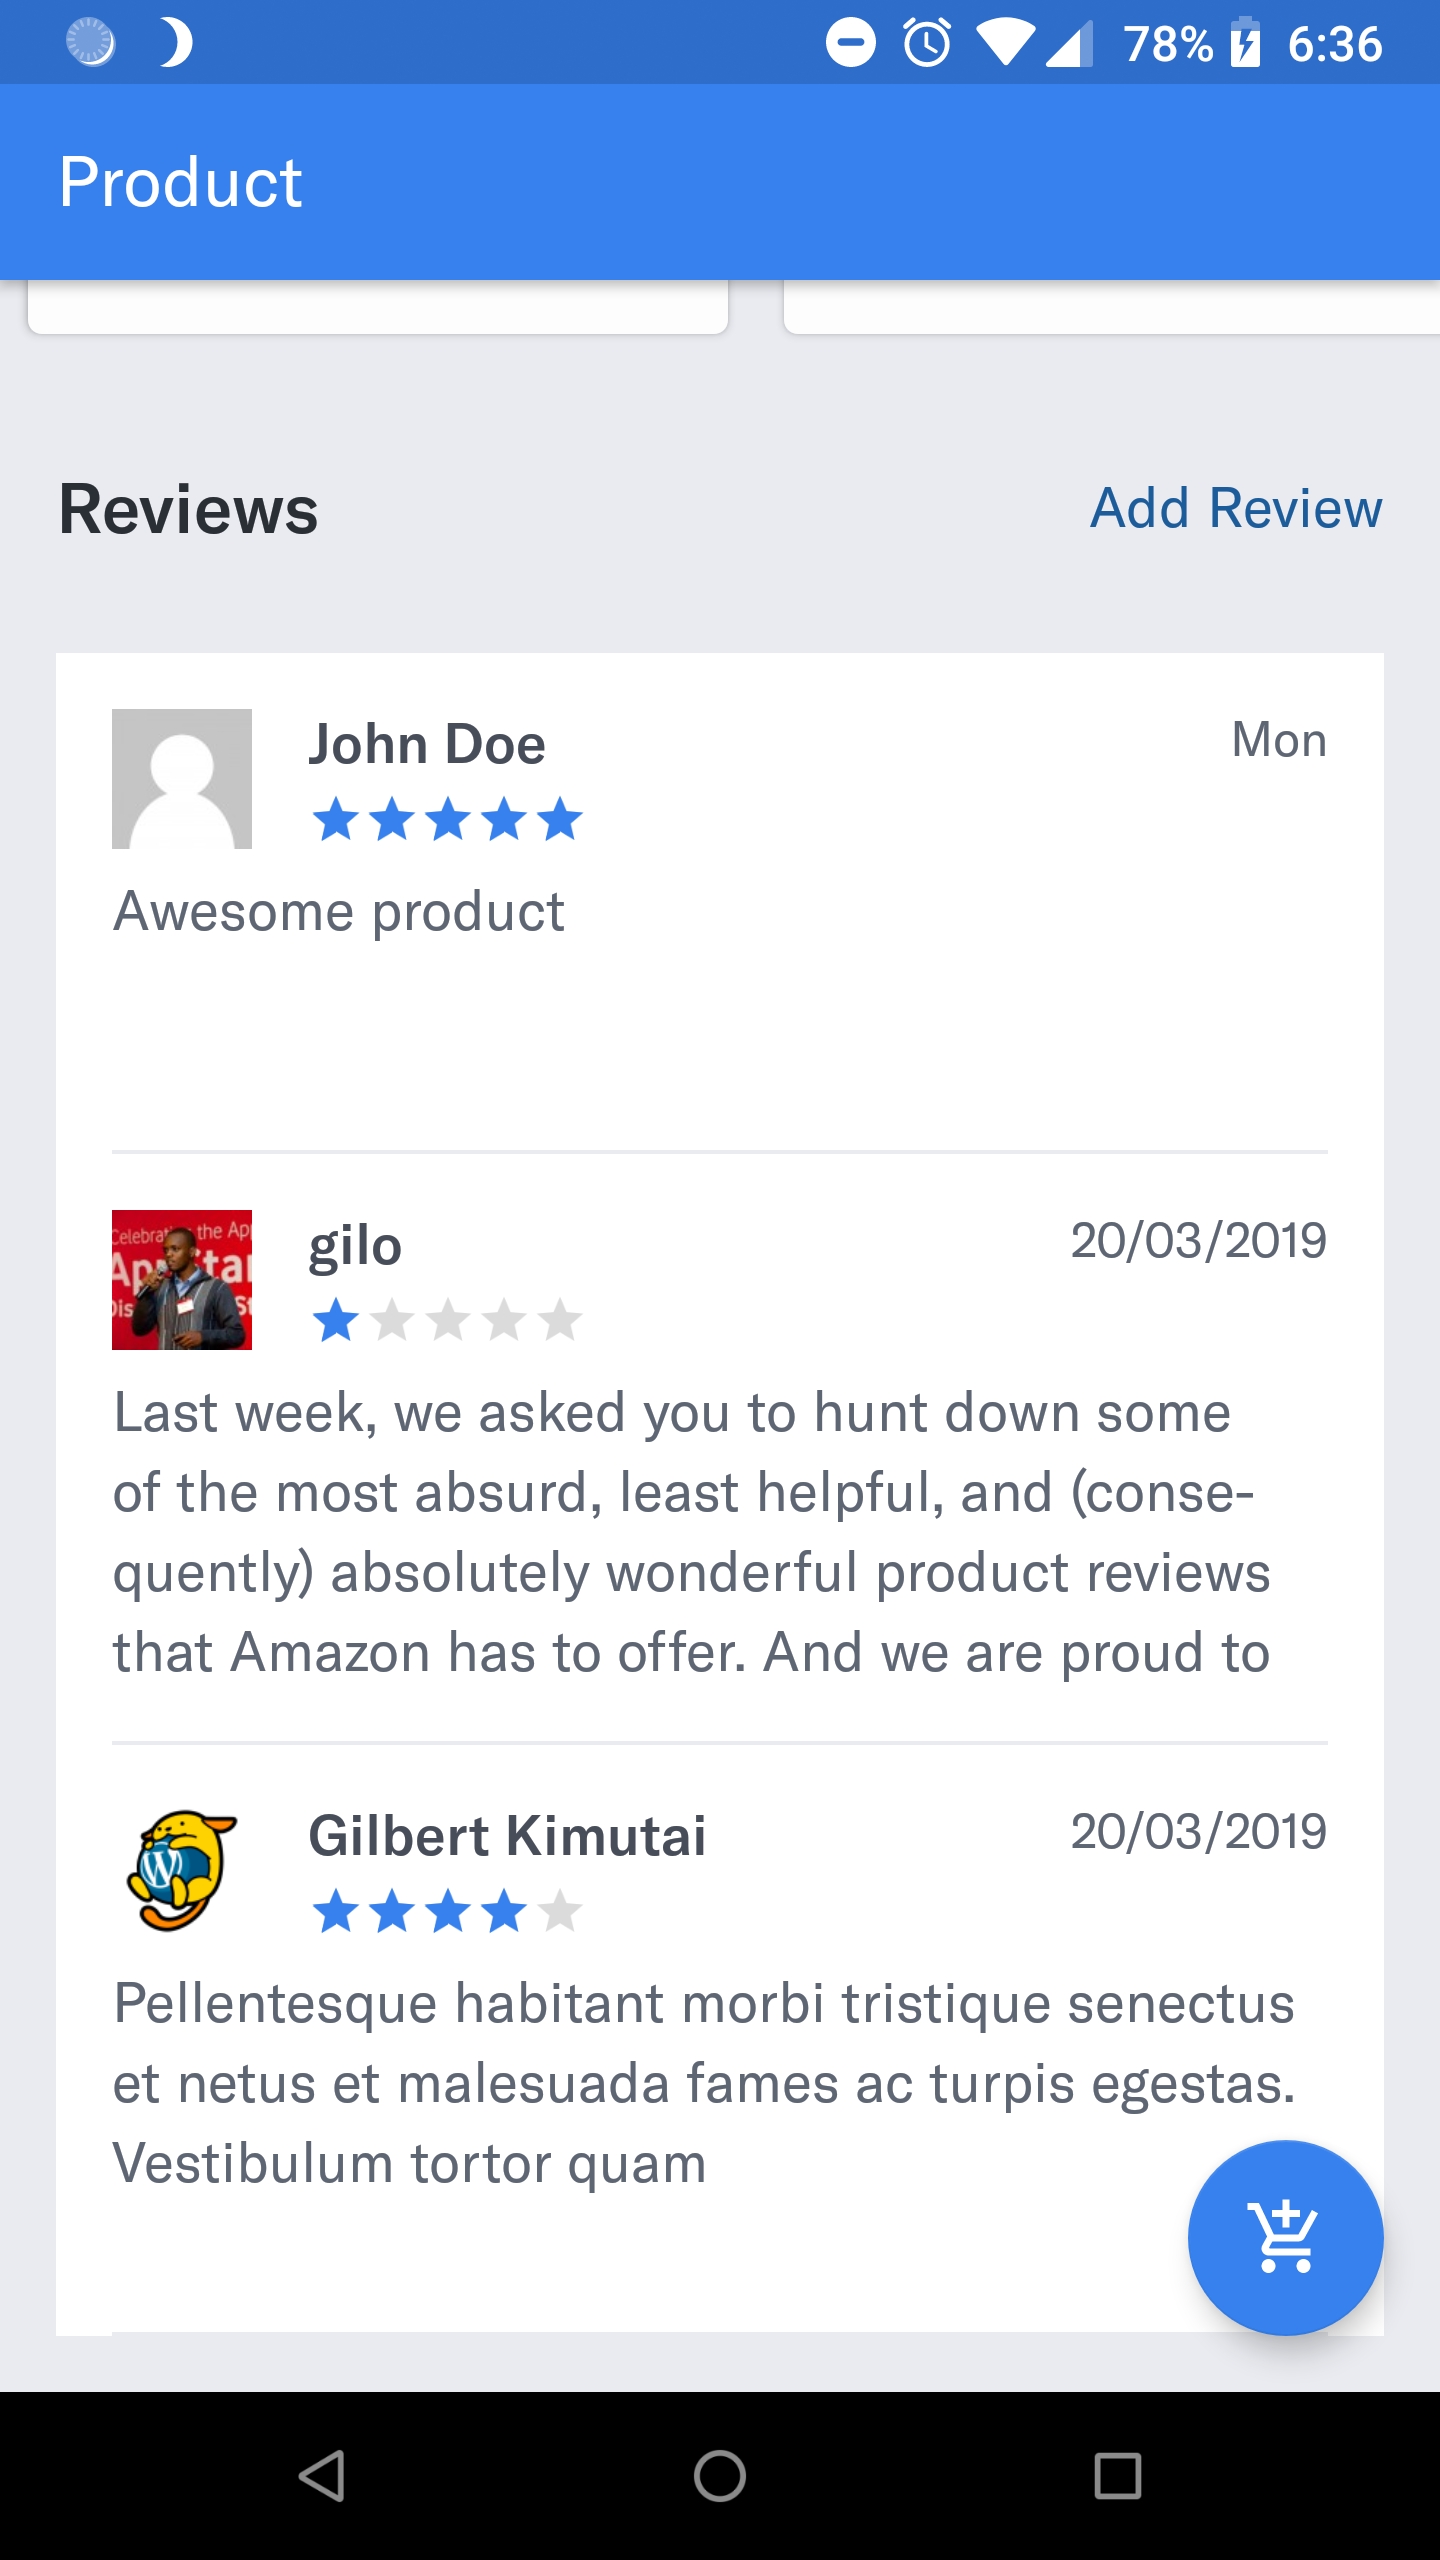 78% 6:36
Product
Reviews
Add Review
John Doe
Mon
Awesome product
gilo
20/03/2019
Last week, we asked you to hunt down some
of the most absurd, least helpful, and (conse-
quently) absolutely wonderful product reviews
that Amazon has to offer. And we are proud to
Gilbert Kimutai
20/03/2019
Pellentesque habitant morbi tristique senectus
et netus et malesuada fames ac turpis egestas.
Vestibulum tortor quam